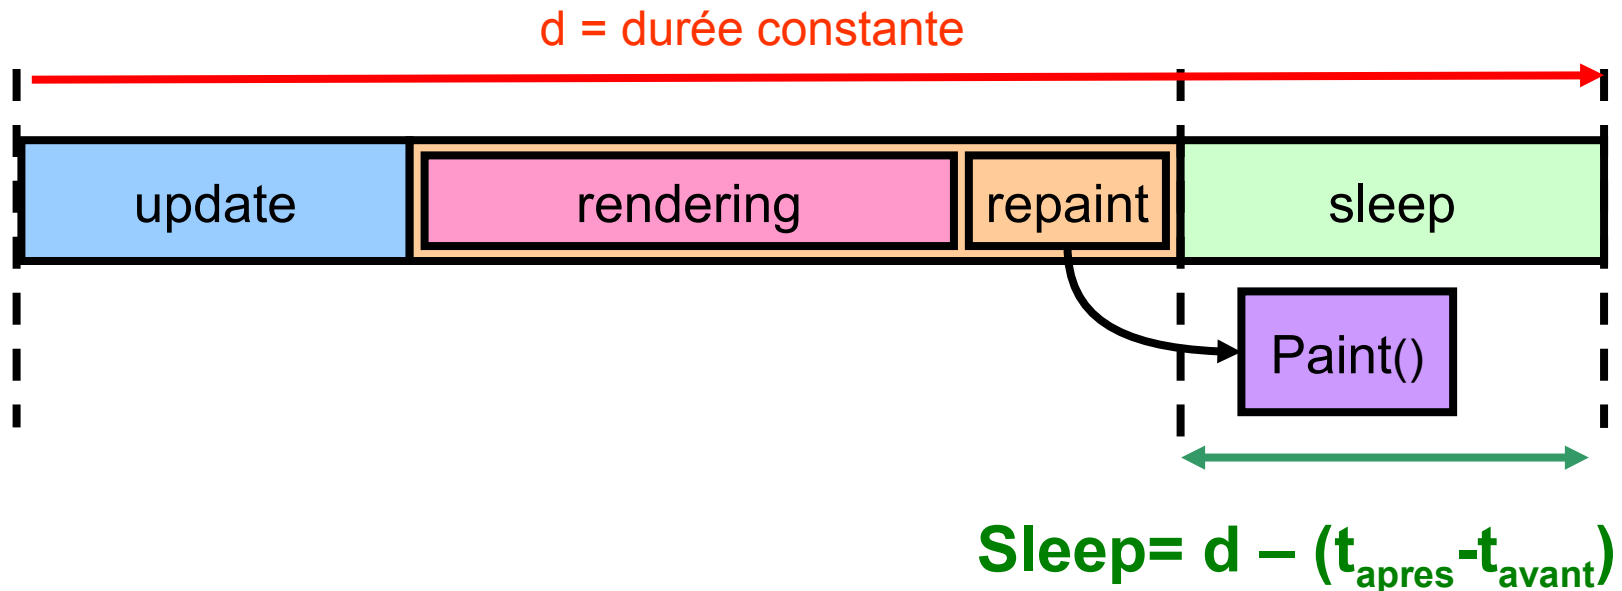 d = durée constante
update rendering repaint sleep
Paint()
Sleep= d – (tapres-tavant)